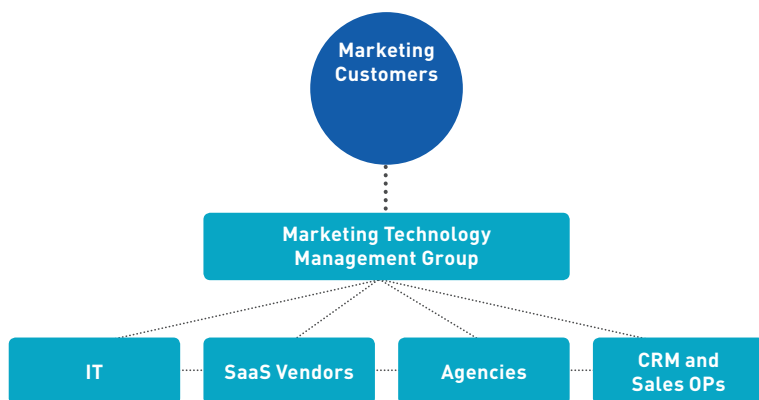 Marketing
Customers
Marketing Technology
Management Group
IT
SaaS Vendors
Agencies
CRM and
Sales OPs